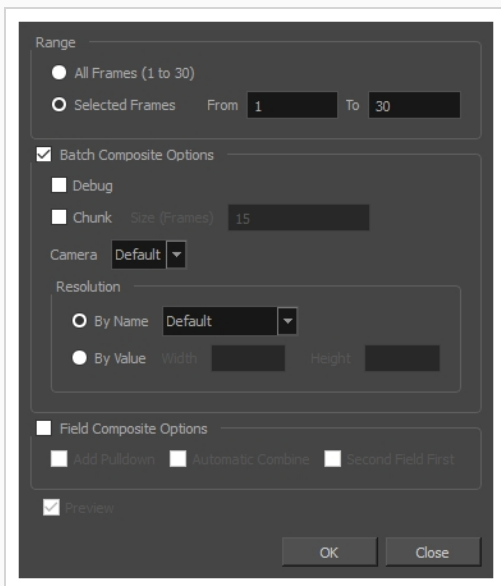 Range
All Frames (1 to 30)
Selected Frames From 1 To 30
Batch Composite Options
Debug
Chunk Size (Frames) 15
Camera Default
Resolution
By Name Default
By Value Width Height
Field Composite Options
Add Pulldown Automatic Combine Second Field First
Preview
OK Close